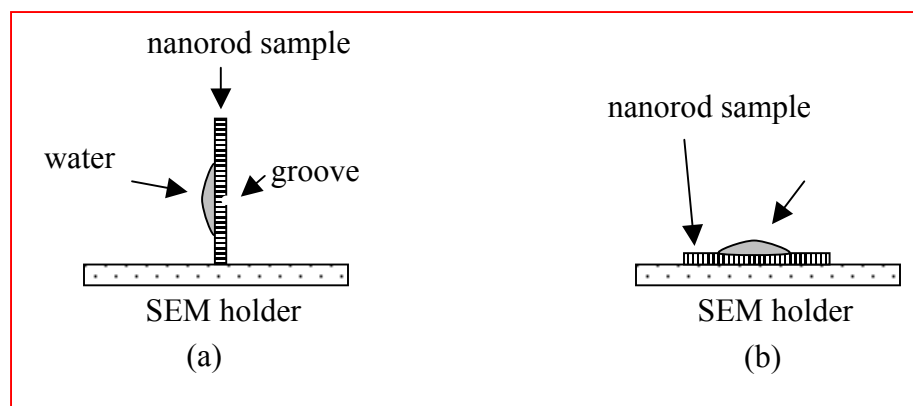 nanorod sample
water
groove
SEM holder
(a)
nanorod sample
SEM holder
(b)